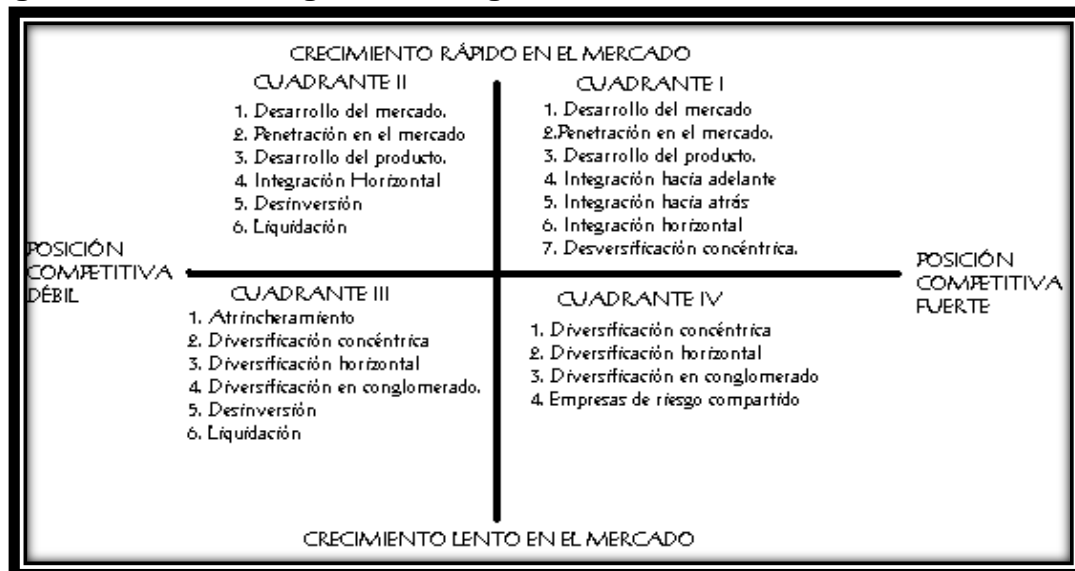 CRECIMIENTO RÁPIDO EN EL MERCADO
CUADRANTE II
1. Desarrollo del mercado.
2. Penetración en el mercado
3. Desarrollo del producto.
4. Integración Horizontal
5. Desinversión
6. Liquidación
CUADRANTE I
1. Desarrollo del mercado
2.Penetración en el mercado.
3. Desarrollo del producto.
4. Integración hacia adelante
5. Integración hacia atrás
6. Integración horizontal
7. Desversificación concéntrica.
POSICIÓN
COMPETITIVA
DÉBIL
POSICIÓN
COMPETITIVA
FUERTE
CUADRANTE III
1. Atrincheramiento
2. Diversificación concéntrica
3. Diversificación horizontal
4. Diversificación en conglomerado.
5. Desinversión
6. Liquidación
CUADRANTE IV
1. Diversificación concéntrica
2. Diversificación horizontal
3. Diversificación en conglomerado
4. Empresas de riesgo compartido
CRECIMIENTO LENTO EN EL MERCADO